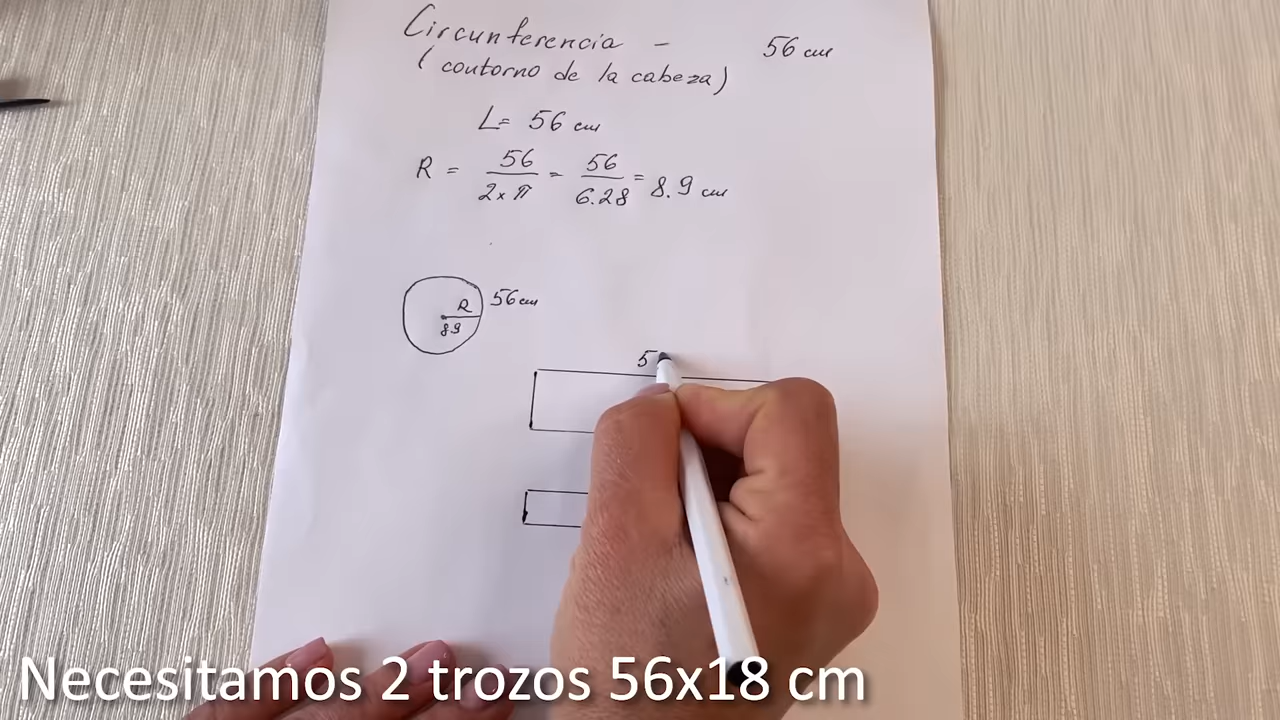 Circunferencia - 56 cm
(contorno de la cabeza)
L= 56 cm
R = 56 / 2×π = 56 / 6.28 = 8.9 cm
R 56 cm
8.9
5
Necesitamos 2 trozos 56x18 cm